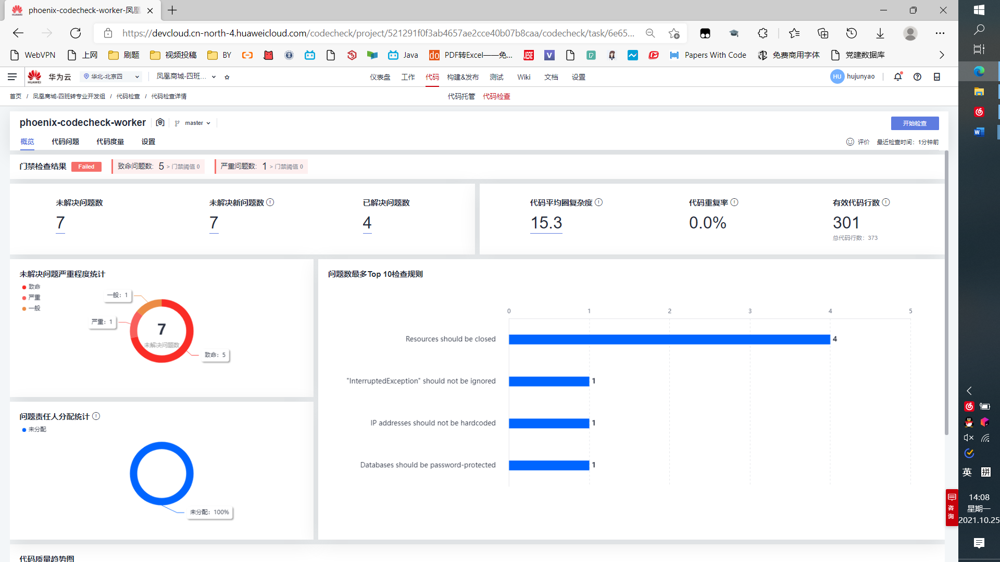 phoenix-codecheck-worker-凤凰
https://devcloud.cn-north-4.huaweicloud.com/codecheck/project/521291f0f3ab4657ae2cce40b07b8caa/codecheck/task/6e65...
WebVPN 上网 刷题 视频投稿 BY Java PDF转Excel——免... Papers With Code 免费商用字体 党建数据库
HUAWEI 华为云 华北-北京四 凤凰商城-四班... 仪表盘 工作 代码 构建&发布 测试 Wiki 文档 设置 HU hujunyao
首页 / 凤凰商城-四班转专业开发组 / 代码检查 / 代码检查详情 代码托管 代码检查
phoenix-codecheck-worker master 开始检查
概览 代码问题 代码度量 设置 评价 最近检查时间: 1分钟前
门禁检查结果 Failed 致命问题数: 5 > 门禁阈值 0 严重问题数: 1 > 门禁阈值 0
未解决问题数 未解决新问题数 已解决问题数 代码平均圈复杂度 代码重复率 有效代码行数
7 7 4 15.3 0.0% 301
总代码行数: 373
未解决问题严重程度统计
致命
严重
一般
一般: 1
严重: 1
7
未解决问题数
致命: 5
问题数最多Top 10检查规则
0 1 2 3 4 5
Resources should be closed 4
"InterruptedException" should not be ignored 1
IP addresses should not be hardcoded 1
Databases should be password-protected 1
问题责任人分配统计
未分配
未分配: 100%
代码质量趋势图
咨询
英 拼
14:08
星期一
2021.10.25